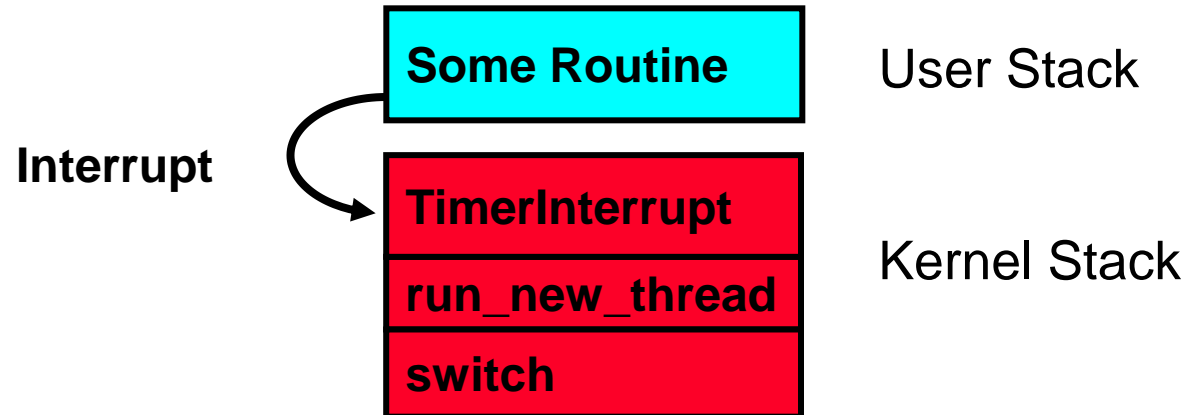 Some Routine
User Stack
Interrupt
TimerInterrupt
Kernel Stack
run_new_thread
switch